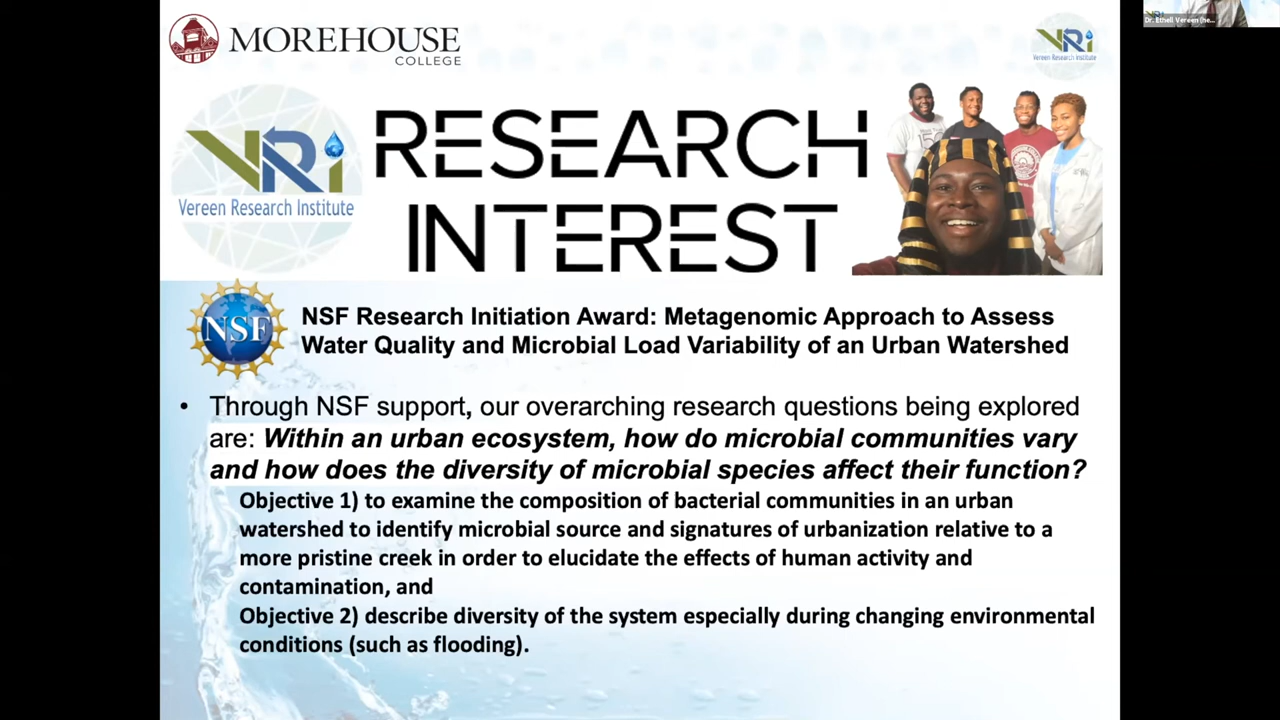 MOREHOUSE
COLLEGE
VRi
Vereen Research Institute
Dr. Ethell Vereen (he...
VRi
Vereen Research Institute
RESEARCH
INTEREST
NSF
NSF Research Initiation Award: Metagenomic Approach to Assess
Water Quality and Microbial Load Variability of an Urban Watershed
• Through NSF support, our overarching research questions being explored
are: Within an urban ecosystem, how do microbial communities vary
and how does the diversity of microbial species affect their function?
Objective 1) to examine the composition of bacterial communities in an urban
watershed to identify microbial source and signatures of urbanization relative to a
more pristine creek in order to elucidate the effects of human activity and
contamination, and
Objective 2) describe diversity of the system especially during changing environmental
conditions (such as flooding).